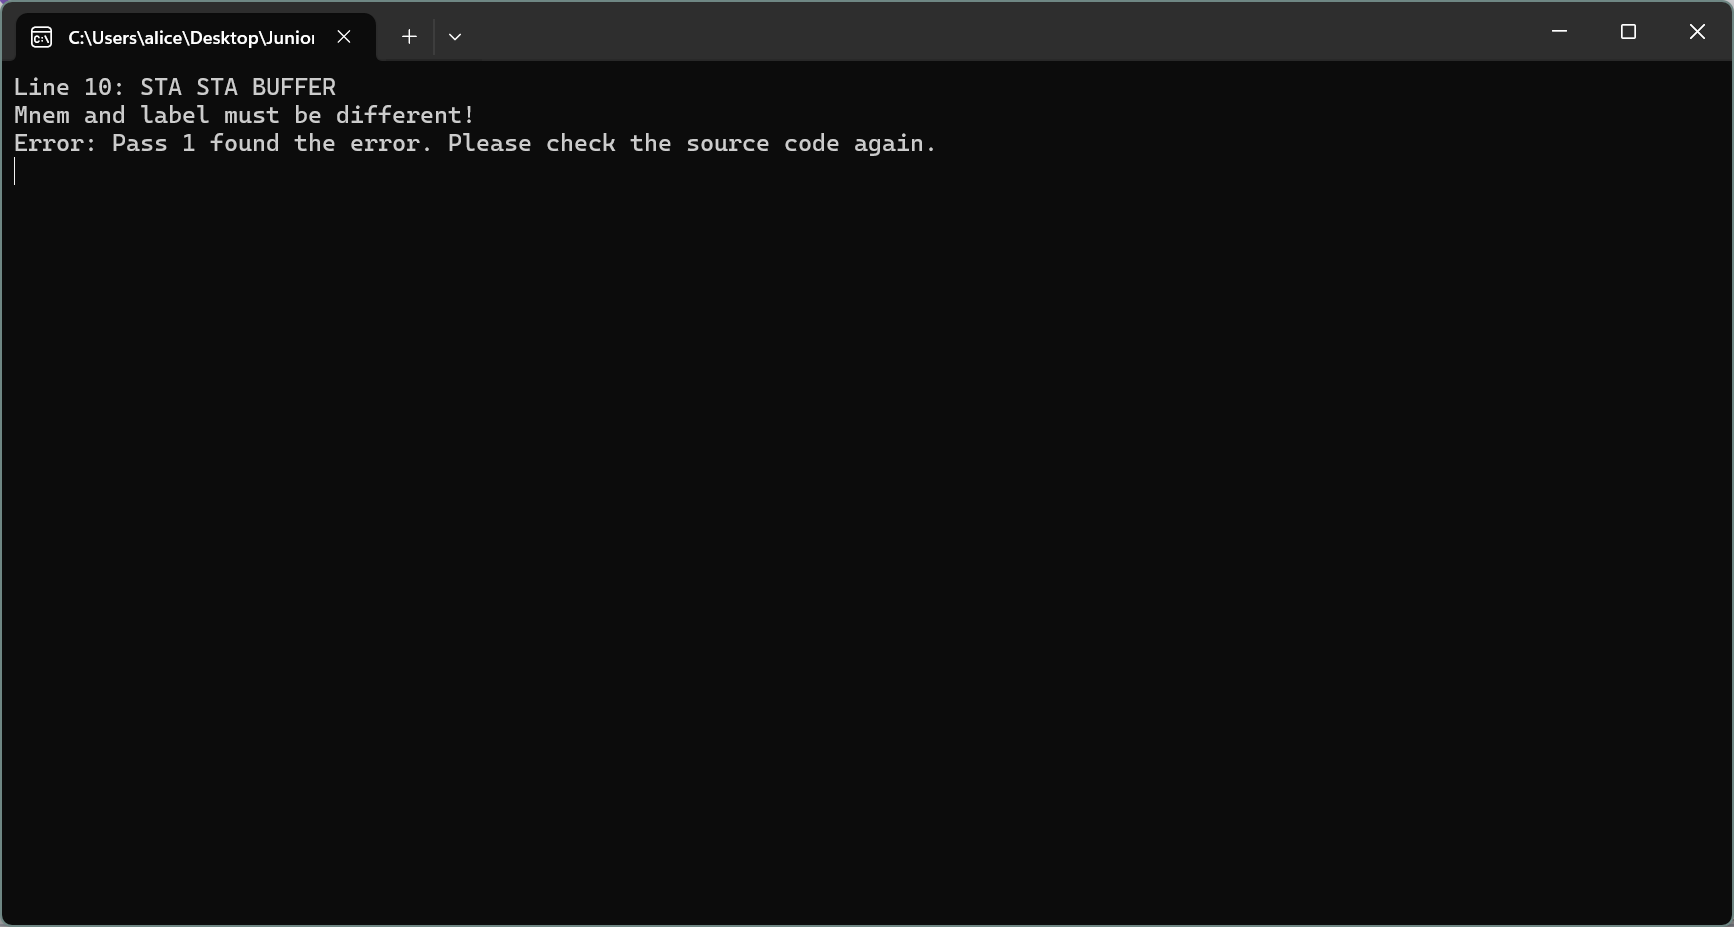 C:\Users\alice\Desktop\Junior
Line 10: STA STA BUFFER
Mnem and label must be different!
Error: Pass 1 found the error. Please check the source code again.